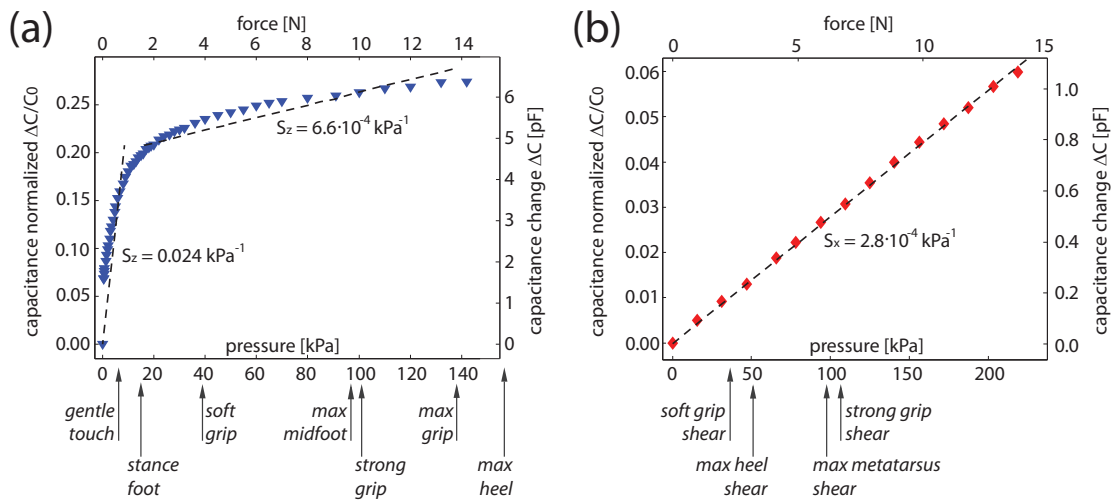 (a)
force [N]
0 2 4 6 8 10 12 14
capacitance normalized ΔC/C0
0.25
0.20
0.15
0.10
0.05
0.00
Sz = 6.6·10⁻⁴ kPa⁻¹
Sz = 0.024 kPa⁻¹
capacitance change ΔC [pF]
6
5
4
3
2
1
0
pressure [kPa]
0 20 40 60 80 100 120 140
gentle
touch
stance
foot
soft
grip
max
midfoot
strong
grip
max
grip
max
heel
(b)
force [N]
0 5 10 15
capacitance normalized ΔC/C0
0.06
0.05
0.04
0.03
0.02
0.01
0.00
Sx = 2.8·10⁻⁴ kPa⁻¹
capacitance change ΔC [pF]
1.0
0.8
0.6
0.4
0.2
0.0
pressure [kPa]
0 50 100 150 200
soft grip
shear
max heel
shear
max metatarsus
shear
strong grip
shear